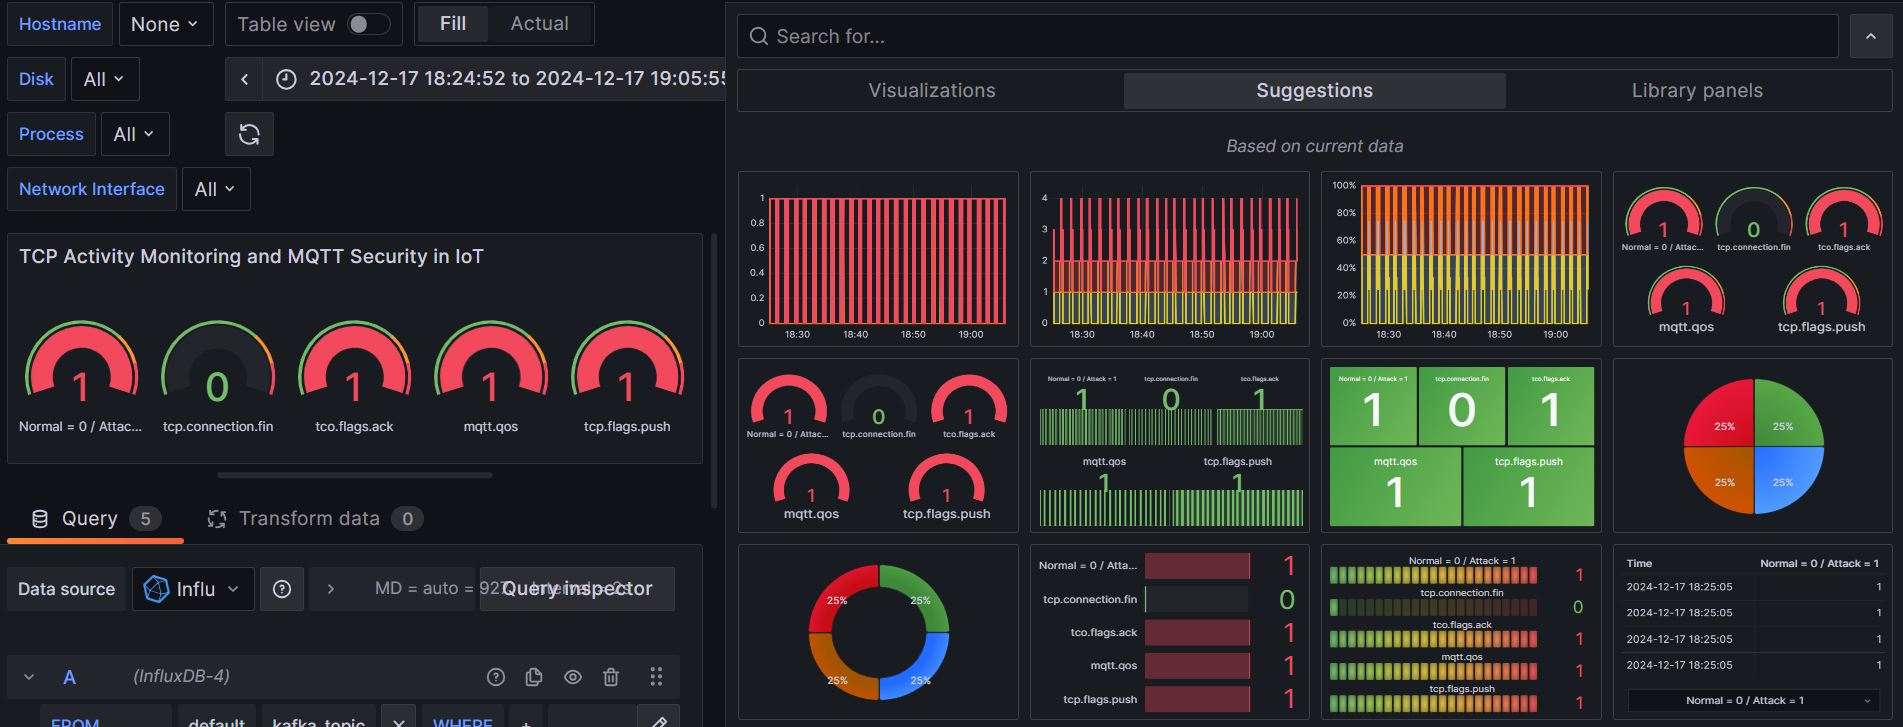 Hostname None Table view Fill Actual
Disk All 2024-12-17 18:24:52 to 2024-12-17 19:05:55
Process All
Network Interface All
TCP Activity Monitoring and MQTT Security in IoT
1 0 1 1 1
Normal = 0 / Attac... tcp.connection.fin tco.flags.ack mqtt.qos tcp.flags.push
Query 5 Transform data 0
Data source Influ MD = auto = 927 Query inspector
A (InfluxDB-4)
FROM default kafka_topic WHERE +
Search for...
Visualizations Suggestions Library panels
Based on current data
1
0.8
0.6
0.4
0.2
0
18:30 18:40 18:50 19:00
4
3
2
1
0
18:30 18:40 18:50 19:00
100%
80%
60%
40%
20%
0%
18:30 18:40 18:50 19:00
1 0 1
Normal = 0 / Attac... tcp.connection.fin tco.flags.ack
1 1
mqtt.qos tcp.flags.push
1 0 1
Normal = 0 / Attac... tcp.connection.fin tco.flags.ack
1 1
mqtt.qos tcp.flags.push
Normal = 0 / Attack = 1 tcp.connection.fin tco.flags.ack
1 0 1
mqtt.qos tcp.flags.push
1 1
Normal = 0 / Attack = 1 tcp.connection.fin tco.flags.ack
1 0 1
mqtt.qos tcp.flags.push
1 1
25% 25%
25% 25%
25% 25%
25% 25%
Normal = 0 / Atta... 1
tcp.connection.fin 0
tco.flags.ack 1
mqtt.qos 1
tcp.flags.push 1
Normal = 0 / Attack = 1
1
tcp.connection.fin
0
tco.flags.ack
1
mqtt.qos
1
tcp.flags.push
1
Time Normal = 0 / Attack = 1
2024-12-17 18:25:05 1
2024-12-17 18:25:05 1
2024-12-17 18:25:05 1
2024-12-17 18:25:05 1
Normal = 0 / Attack = 1